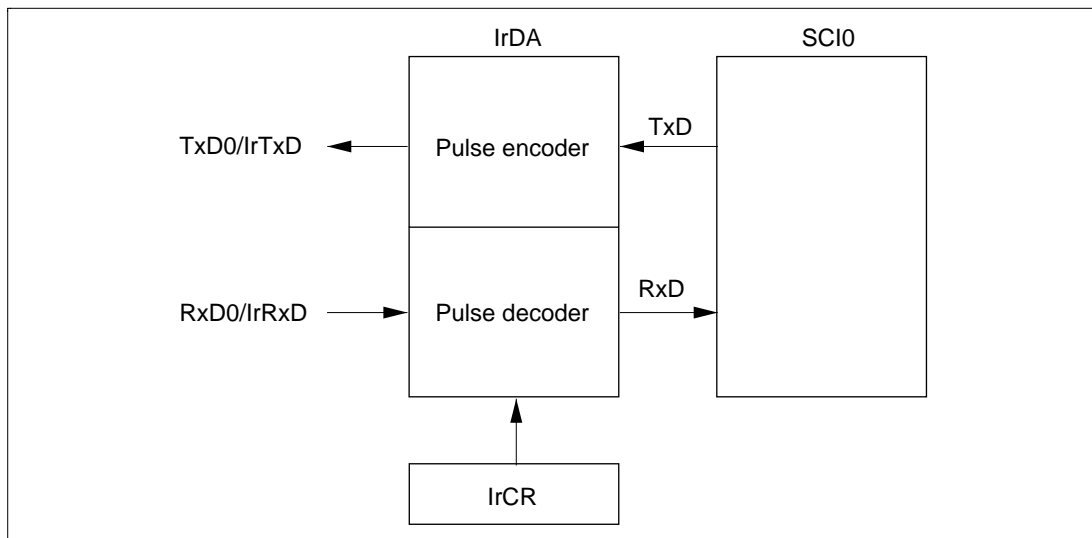 IrDA
SCI0
TxD0/IrTxD
Pulse encoder
TxD
RxD0/IrRxD
Pulse decoder
RxD
IrCR